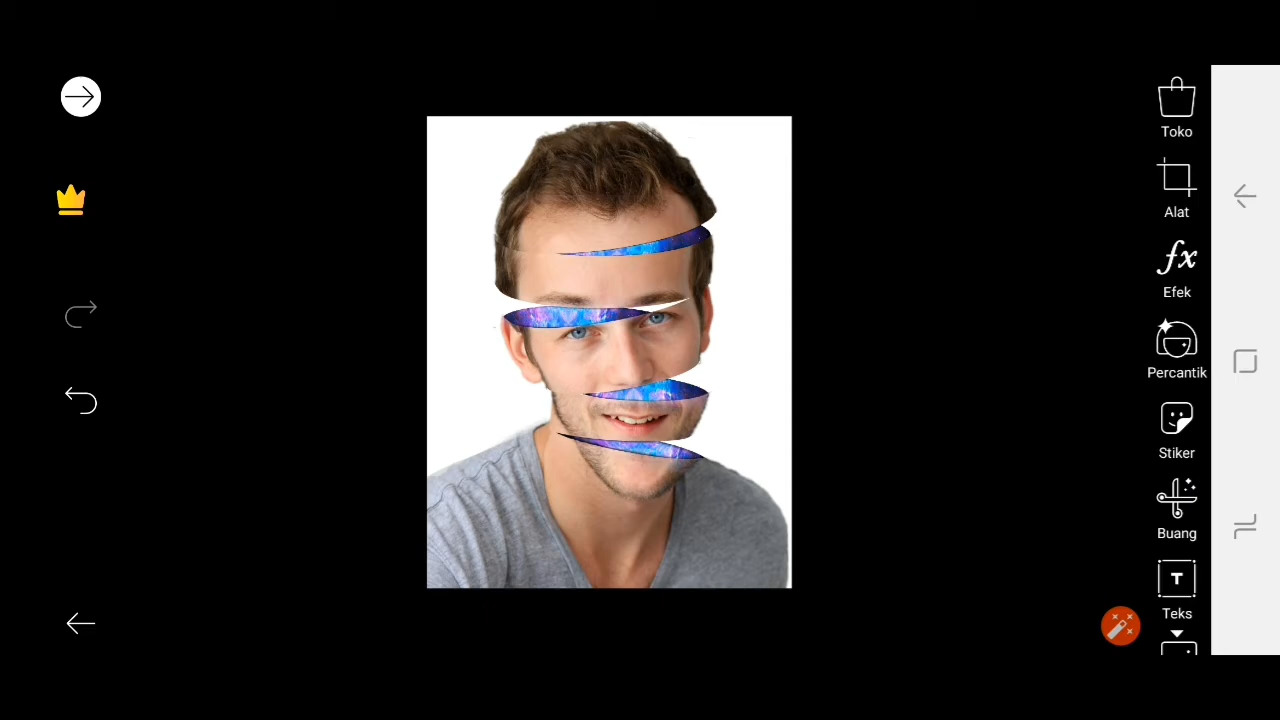 Toko
Alat
Efek
Percantik
Stiker
Buang
Teks